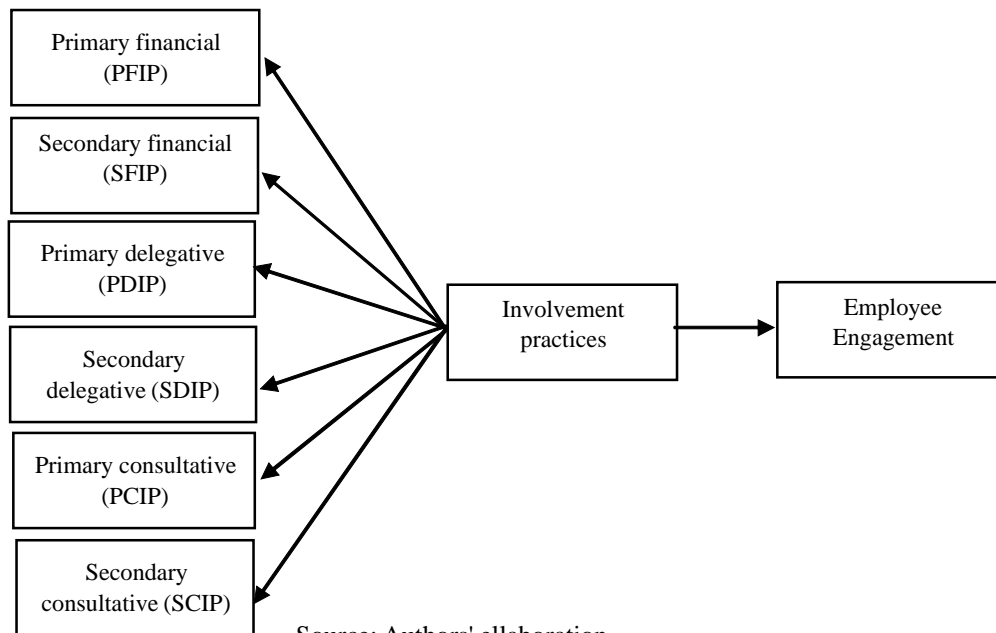 Primary financial
(PFIP)
Secondary financial
(SFIP)
Primary delegative
(PDIP)
Secondary
delegative (SDIP)
Primary consultative
(PCIP)
Secondary
consultative (SCIP)
Involvement
practices
Employee
Engagement
Source: Authors' ellaboration